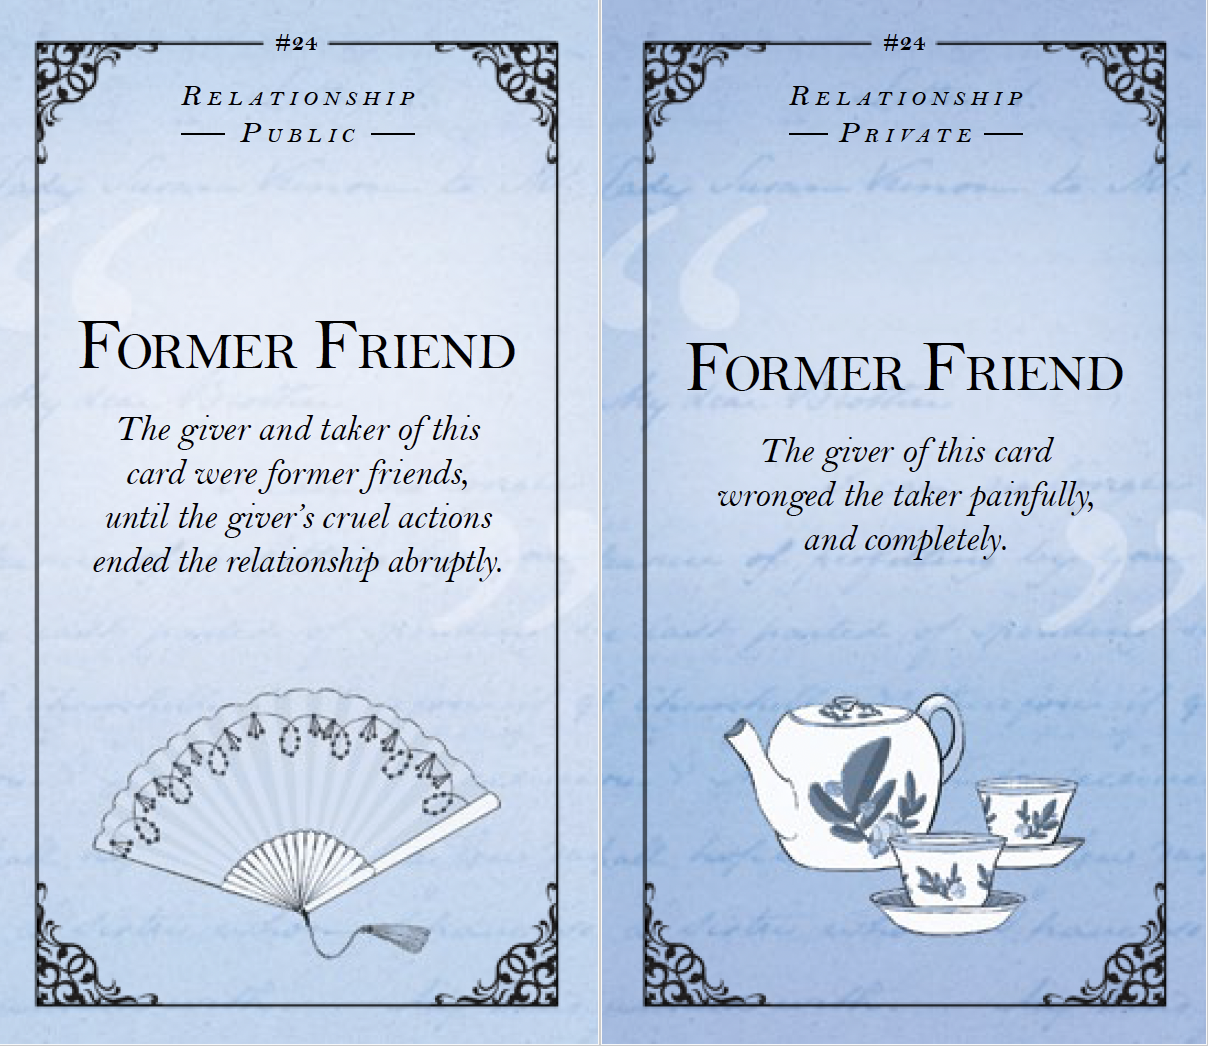 #24
RELATIONSHIP
PUBLIC
FORMER FRIEND
The giver and taker of this
card were former friends,
until the giver's cruel actions
ended the relationship abruptly.
#24
RELATIONSHIP
PRIVATE
FORMER FRIEND
The giver of this card
wronged the taker painfully,
and completely.